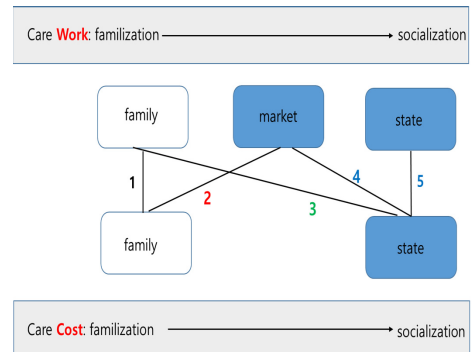 Care Work: familization socialization
family market state
1 2 3 4 5
family state
Care Cost: familization socialization